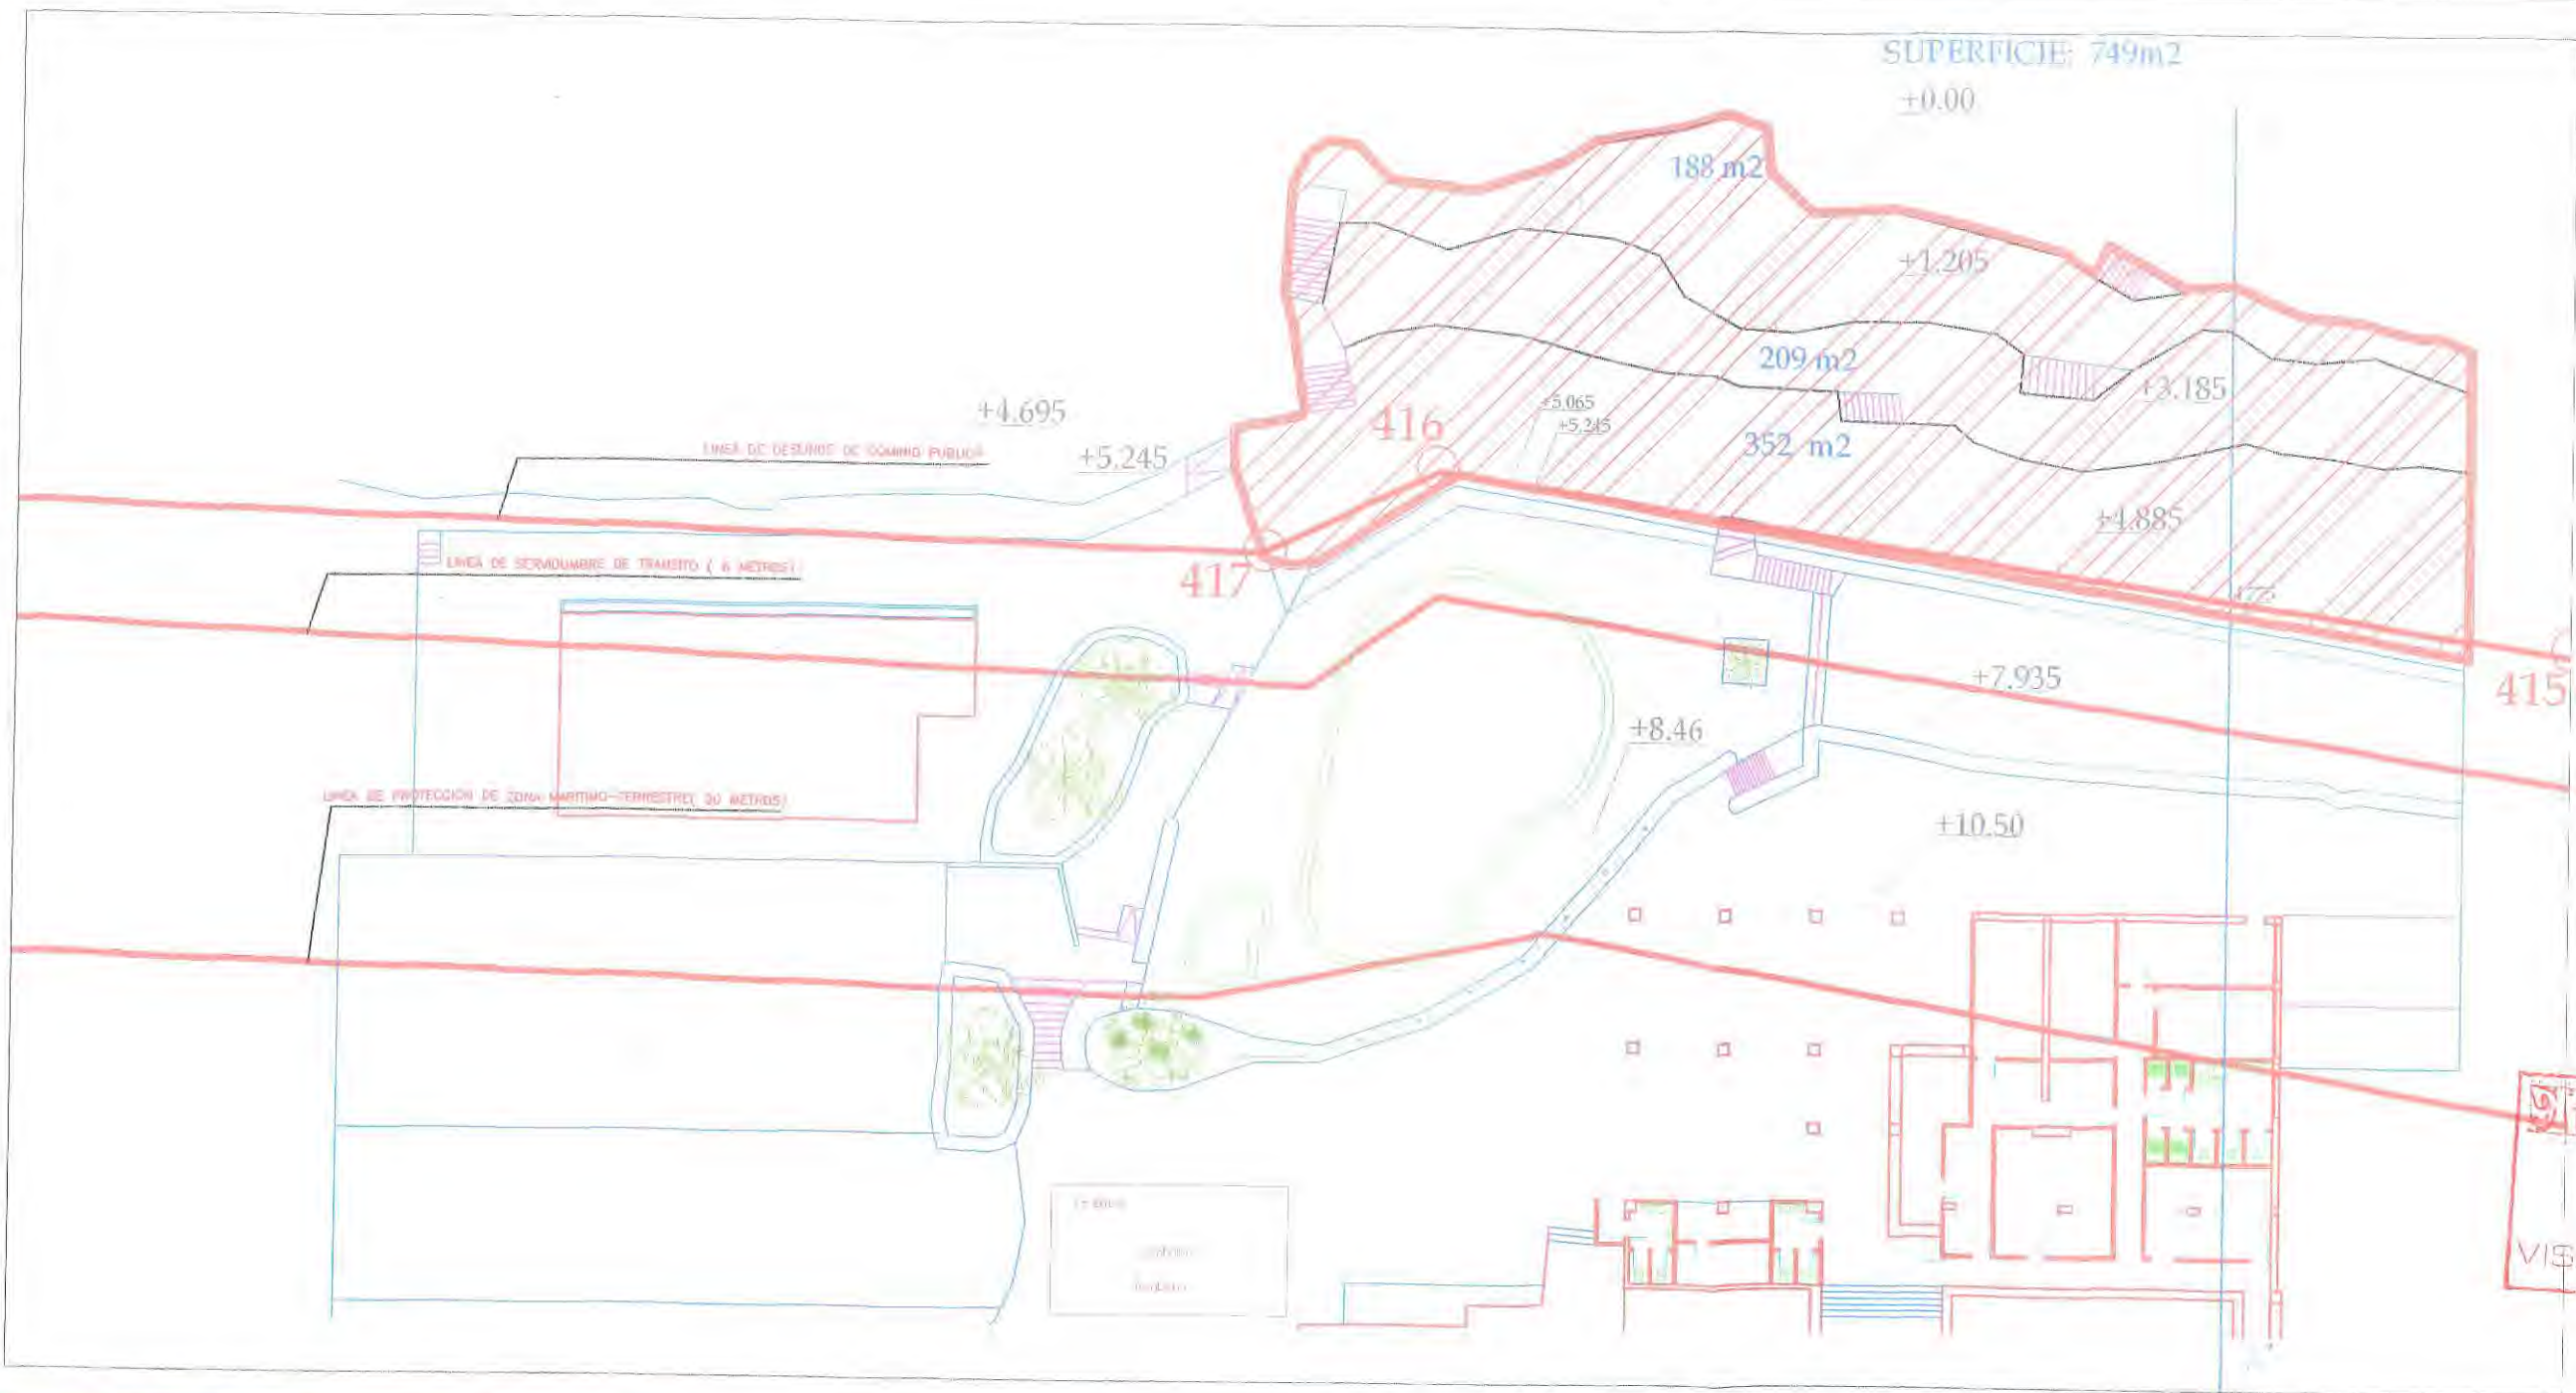 SUPERFICIE: 749m2
+0.00
188 m2
+1.205
209 m2
+3.185
+4.695
416
+5.065
+5.245
352 m2
LINEA DE DESLINDE DE DOMINIO PUBLICO
+5.245
+4.885
417
LINEA DE SERVIDUMBRE DE TRANSITO ( 6 METROS)
+7.935
415
+8.46
LINEA DE PROTECCION DE ZONA MARITIMO-TERRESTRE( 20 METROS)
+10.50
VIS